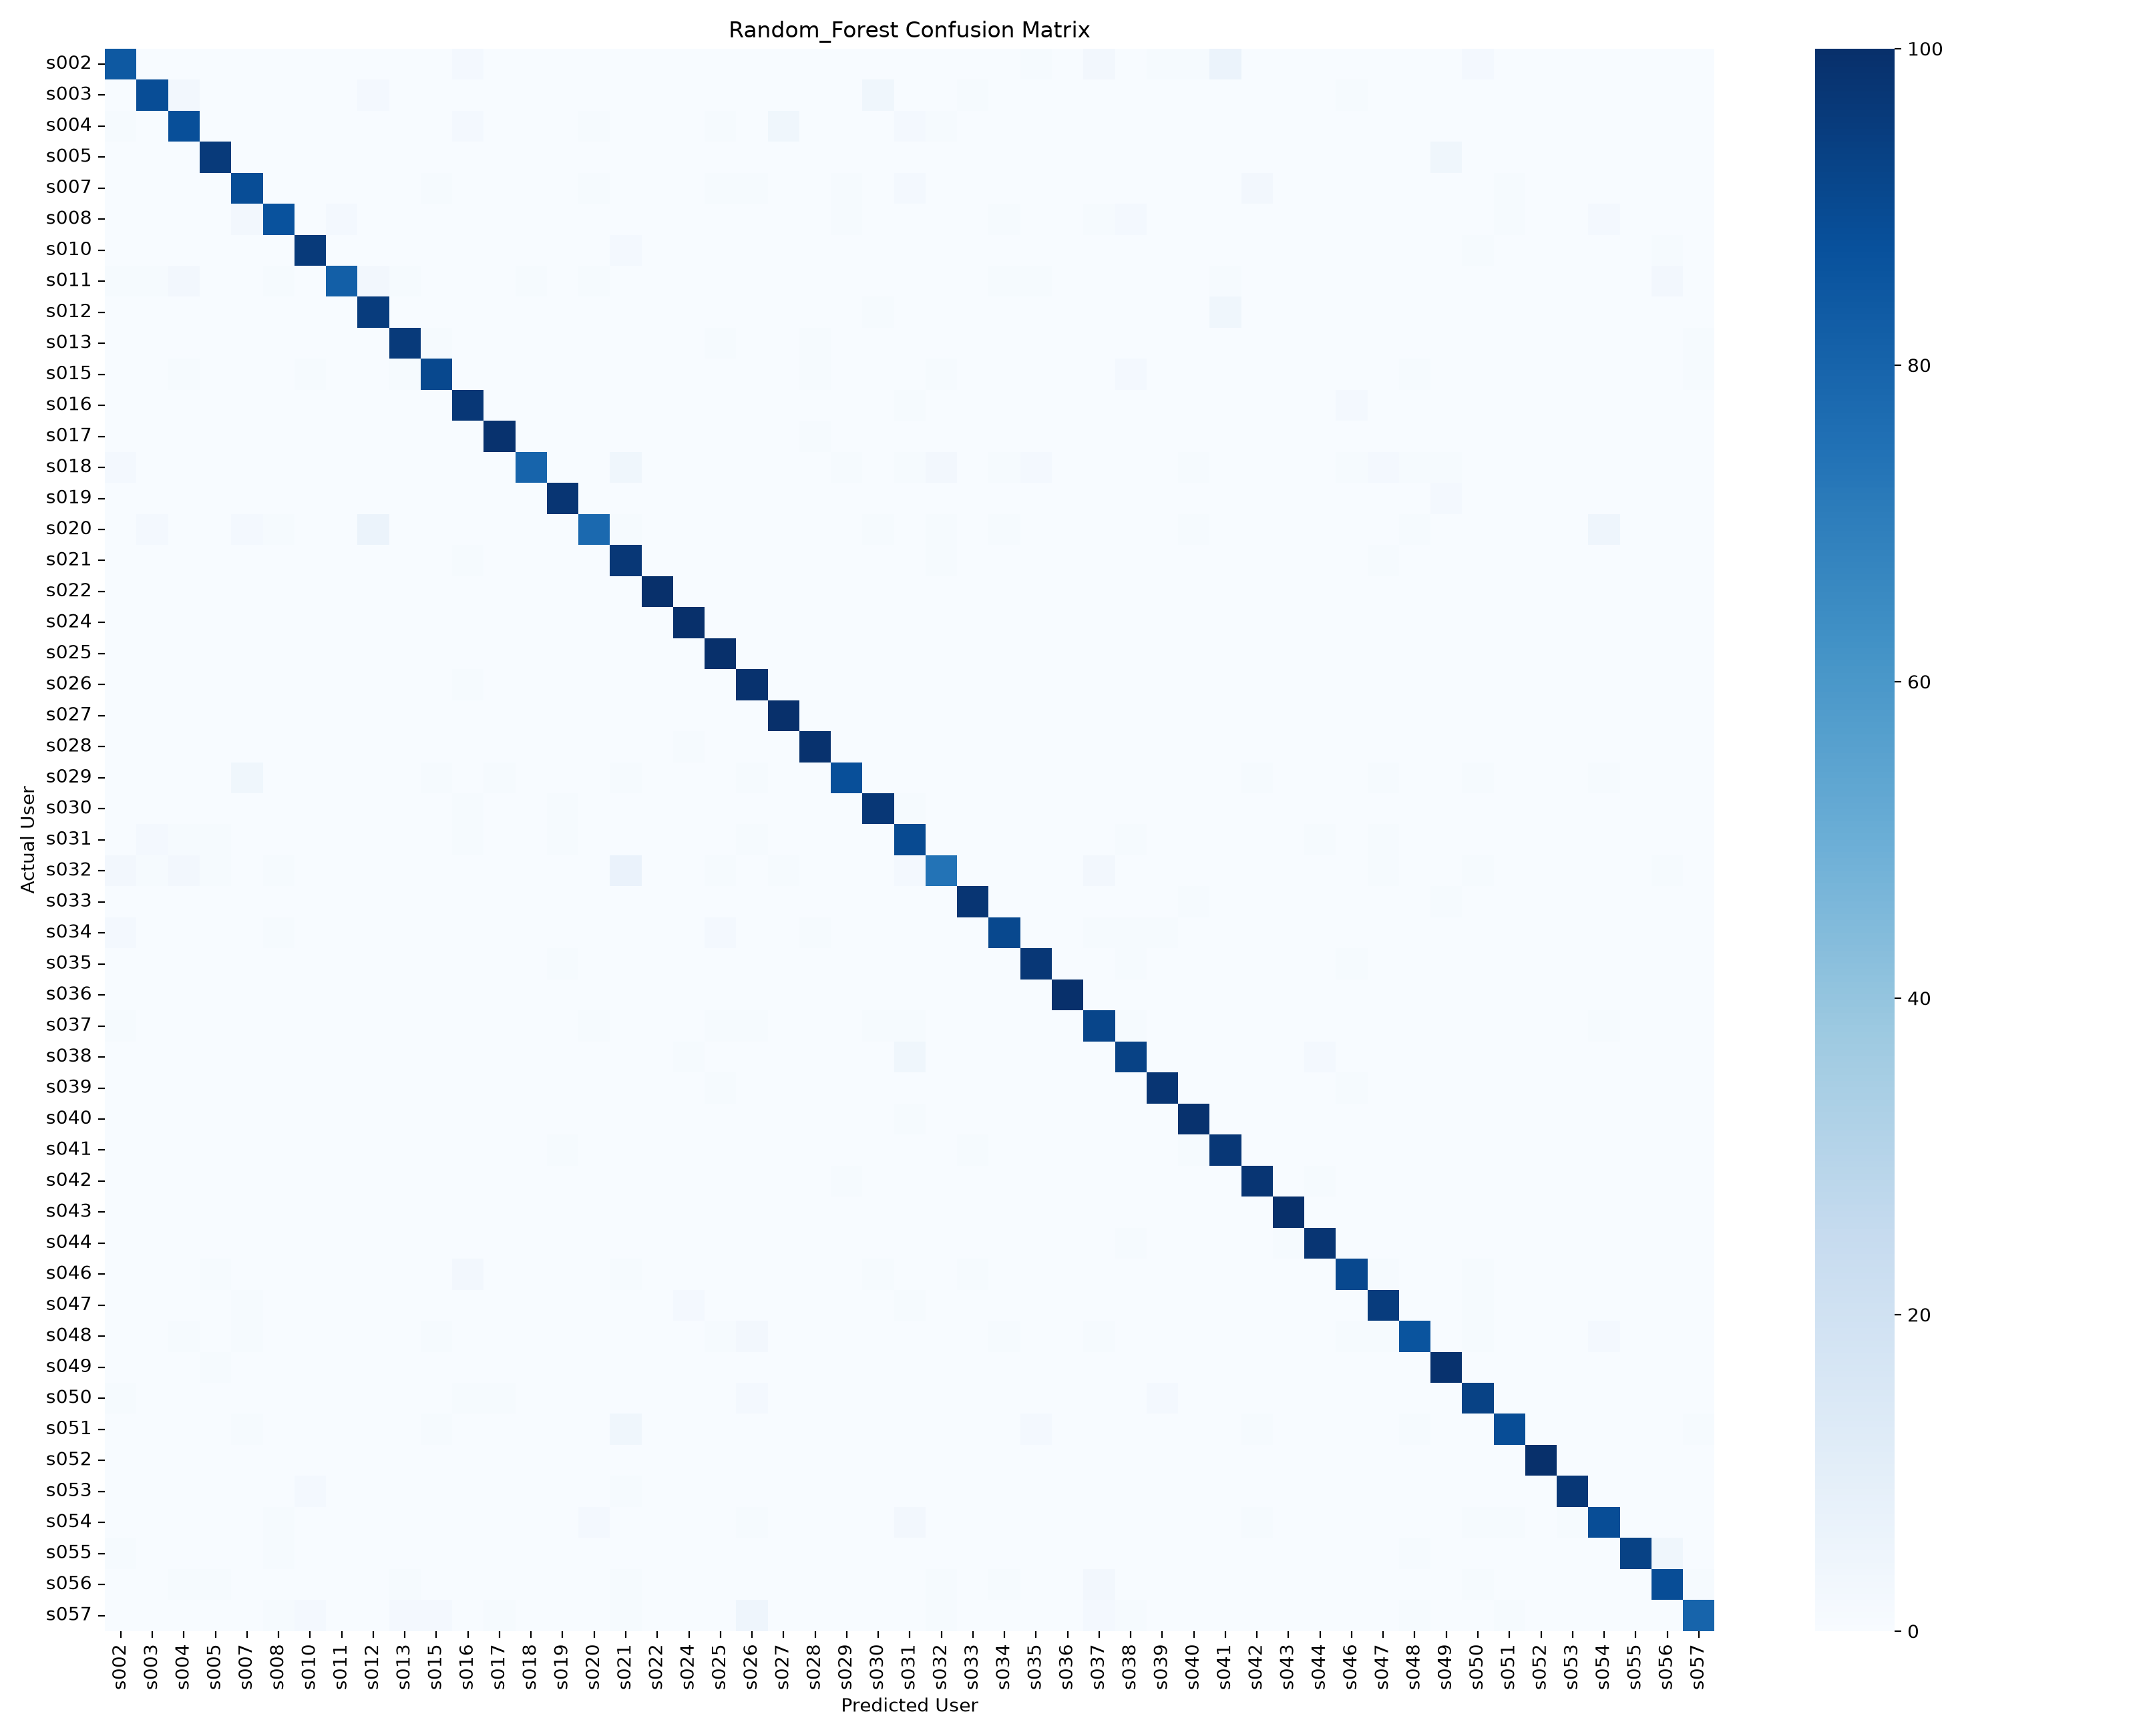 Random_Forest Confusion Matrix
s002
s003
s004
s005
s007
s008
s010
s011
s012
s013
s015
s016
s017
s018
s019
s020
s021
s022
s024
s025
s026
s027
s028
s029
s030
s031
s032
s033
s034
s035
s036
s037
s038
s039
s040
s041
s042
s043
s044
s046
s047
s048
s049
s050
s051
s052
s053
s054
s055
s056
s057
Actual User
s002 s003 s004 s005 s007 s008 s010 s011 s012 s013 s015 s016 s017 s018 s019 s020 s021 s022 s024 s025 s026 s027 s028 s029 s030 s031 s032 s033 s034 s035 s036 s037 s038 s039 s040 s041 s042 s043 s044 s046 s047 s048 s049 s050 s051 s052 s053 s054 s055 s056 s057
Predicted User
100
80
60
40
20
0